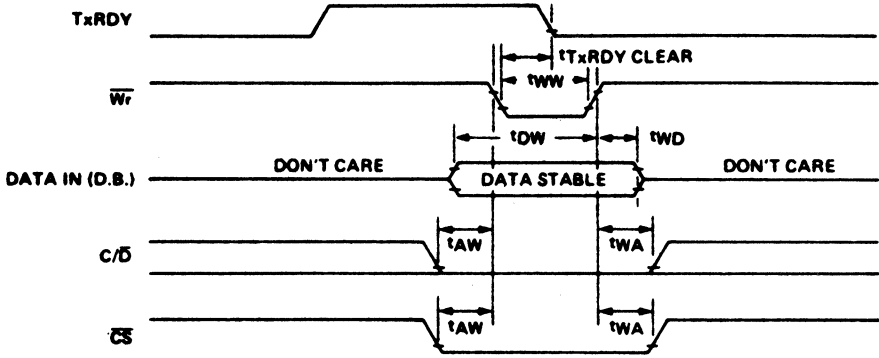 TxRDY
tTxRDY CLEAR
tWW
Wr
tDW
tWD
DON'T CARE
DATA STABLE
DON'T CARE
DATA IN (D.B.)
tAW
tWA
C/D
tAW
tWA
CS